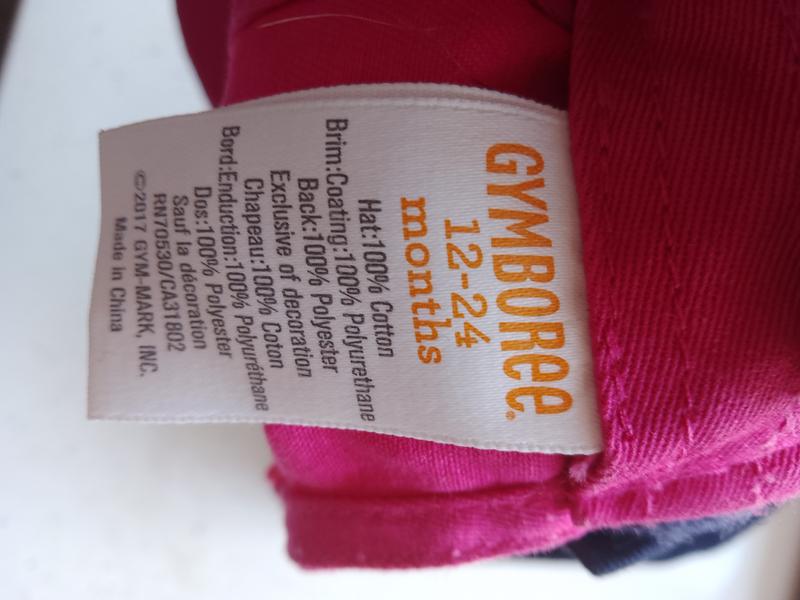 GYMBOREE
12-24
months
Hat:100% Cotton
Brim:Coating:100% Polyurethane
Back:100% Polyester
Exclusive of decoration
Chapeau:100% Coton
Bord:Enduction:100% Polyuréthane
Dos:100% Polyester
Sauf la décoration
RN70530/CA31802
©2017 GYM-MARK, INC.
Made in China